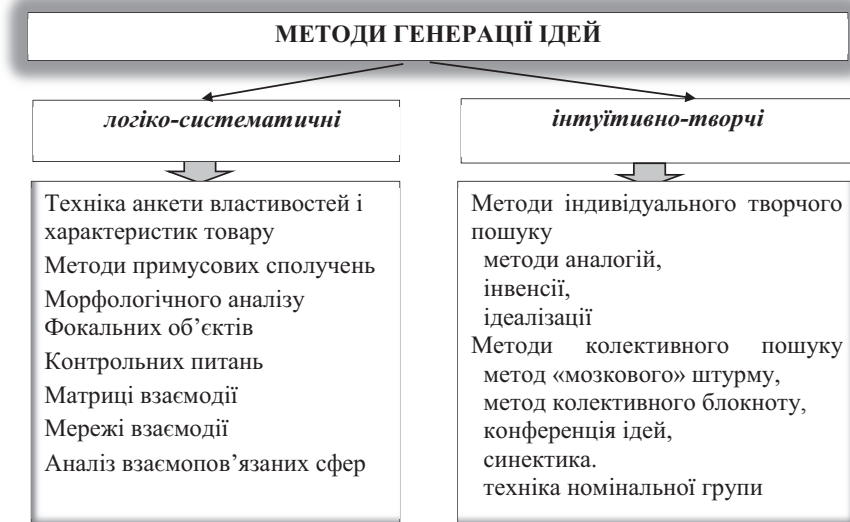 МЕТОДИ ГЕНЕРАЦІЇ ІДЕЙ
логіко-систематичні
Техніка анкети властивостей і
характеристик товару
Методи примусових сполучень
Морфологічного аналізу
Фокальних об’єктів
Контрольних питань
Матриці взаємодії
Мережі взаємодії
Аналіз взаємопов’язаних сфер
інтуїтивно-творчі
Методи індивідуального творчого
пошуку
методи аналогій,
інвенсії,
ідеалізації
Методи колективного пошуку
метод «мозкового» штурму,
метод колективного блокноту,
конференція ідей,
синектика.
техніка номінальної групи